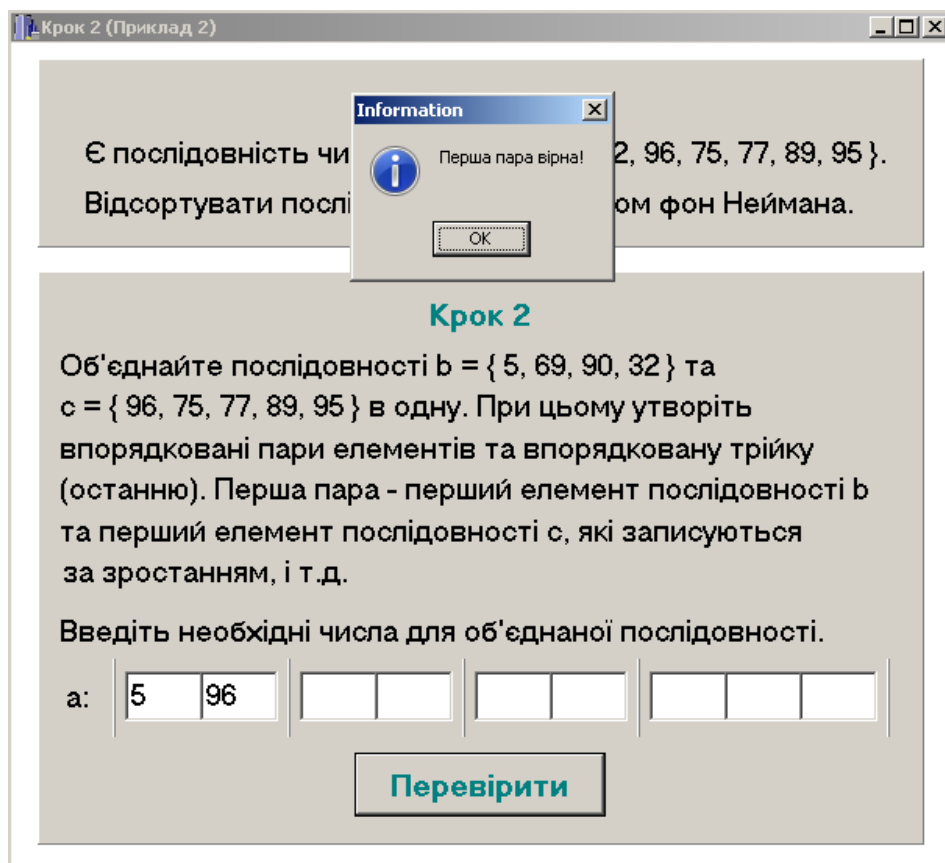 Крок 2 (Приклад 2)
Information
Перша пара вірна!
OK
Є послідовність чи 2, 96, 75, 77, 89, 95 }.
Відсортувати послі ом фон Неймана.
Крок 2
Об'єднайте послідовності b = { 5, 69, 90, 32 } та
c = { 96, 75, 77, 89, 95 } в одну. При цьому утворіть
впорядковані пари елементів та впорядковану трійку
(останню). Перша пара - перший елемент послідовності b
та перший елемент послідовності c, які записуються
за зростанням, і т.д.
Введіть необхідні числа для об'єднаної послідовності.
a: 5 96
Перевірити